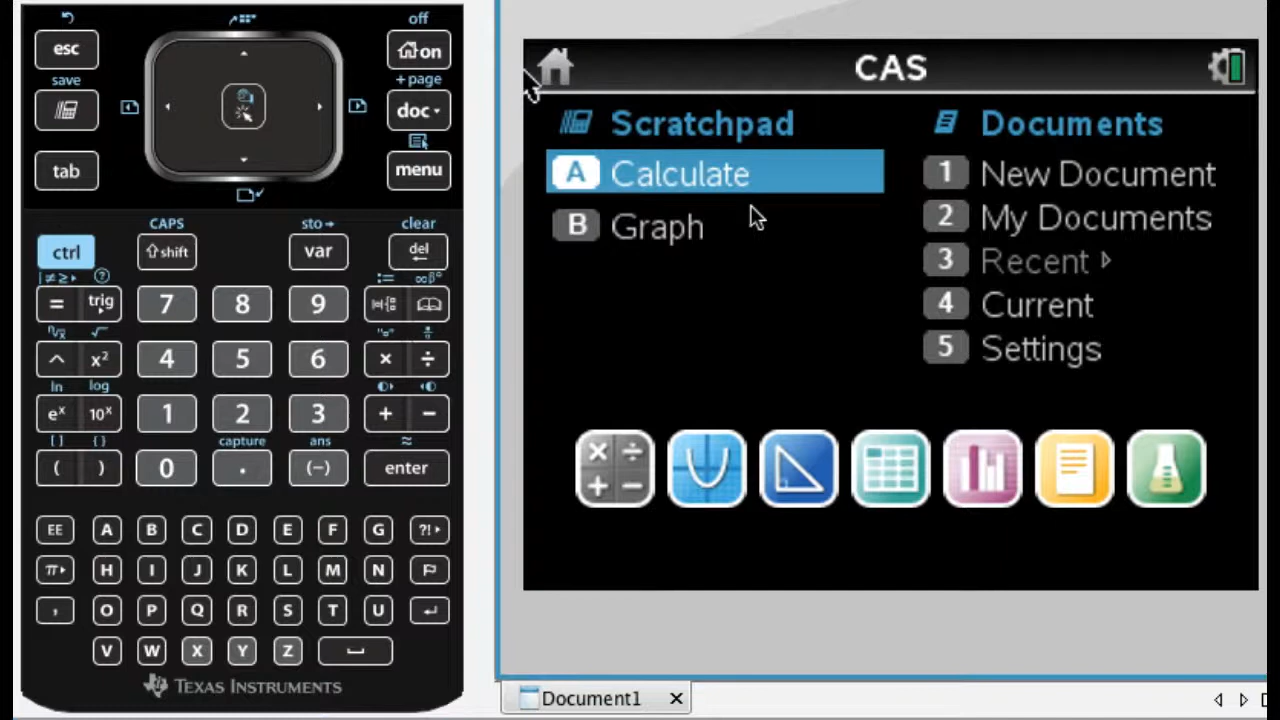 off
esc
on
save
+ page
doc
tab
menu
CAPS
sto→
clear
ctrl
⇧shift
var
del
|≠≥▸
:=
∞β°
=
trig
7
8
9
^
x²
4
5
6
×
÷
ln
log
eˣ
10ˣ
1
2
3
+
−
[ ]
{ }
capture
ans
≈
(
)
0
.
(−)
enter
EE
A
B
C
D
E
F
G
?!▸
π▸
H
I
J
K
L
M
N
,
O
P
Q
R
S
T
U
V
W
X
Y
Z
TEXAS INSTRUMENTS
CAS
Scratchpad
A Calculate
B Graph
Documents
1 New Document
2 My Documents
3 Recent ▸
4 Current
5 Settings
Document1